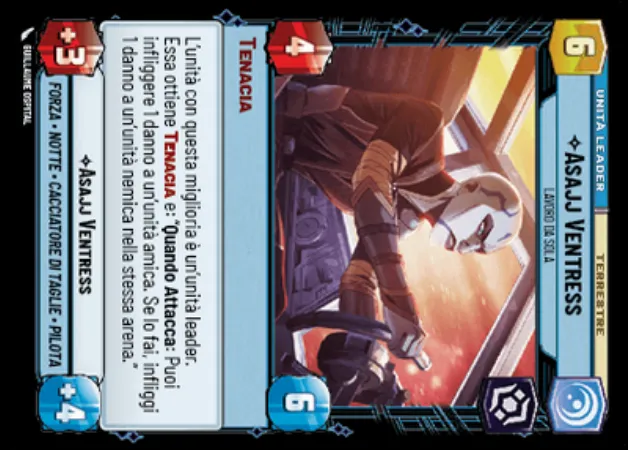 6
UNITÀ LEADER
TERRESTRE
✧ASAJJ VENTRESS
LAVORO DA SOLA
4
6
TENACIA
L'unità con questa miglioria è un'unità leader.
Essa ottiene TENACIA e: "Quando Attacca: Puoi
infliggere 1 danno a un'unità amica. Se lo fai, infliggi
1 danno a un'unità nemica nella stessa arena."
+3
✧ASAJJ VENTRESS
+4
FORZA • NOTTE • CACCIATORE DI TAGLIE • PILOTA
GUILLAUME OSPITAL